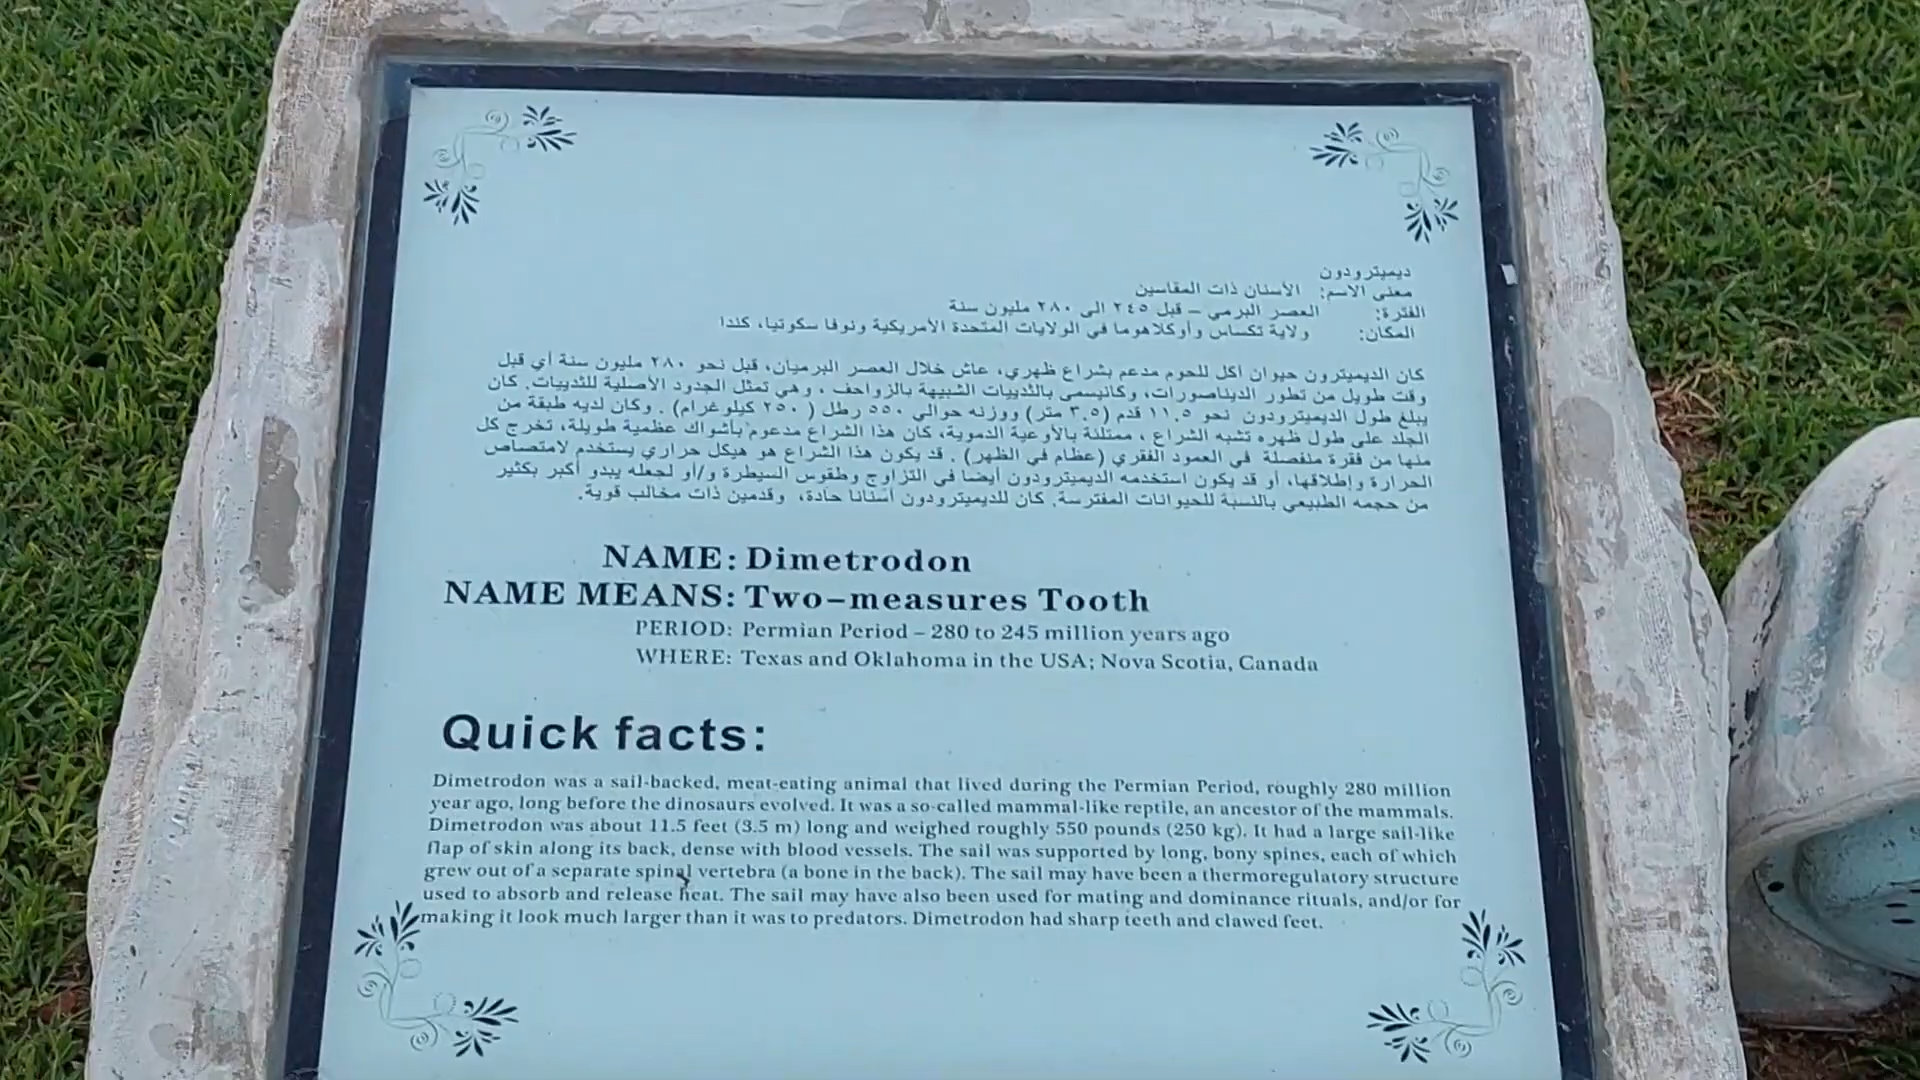 ديميترودون
معنى الاسم: الأسنان ذات المقاسين
الفترة: العصر البرمي – قبل ٢٤٥ الى ٢٨٠ مليون سنة
المكان: ولاية تكساس وأوكلاهوما في الولايات المتحدة الأمريكية ونوفا سكوتيا، كندا
كان الديميترون حيوان آكل للحوم مدعم بشراع ظهري، عاش خلال العصر البرميان، قبل نحو ٢٨٠ مليون سنة أي قبل
وقت طويل من تطور الديناصورات، وكانيسمى بالثدييات الشبيهة بالزواحف ، وهي تمثل الجدود الأصلية للثدييات. كان
يبلغ طول الديميترودون نحو ١١.٥ قدم (٣.٥ متر) ووزنه حوالي ٥٥٠ رطل ( ٢٥٠ كيلوغرام) . وكان لديه طبقة من
الجلد على طول ظهره تشبه الشراع ، ممتلئة بالأوعية الدموية، كان هذا الشراع مدعوم بأشواك عظمية طويلة، تخرج كل
منها من فقرة منفصلة في العمود الفقري (عظام في الظهر) . قد يكون هذا الشراع هو هيكل حراري يستخدم لامتصاص
الحرارة وإطلاقها، أو قد يكون استخدمه الديميترودون أيضا في التزاوج وطقوس السيطرة و/أو لجعله يبدو أكبر بكثير
من حجمه الطبيعي بالنسبة للحيوانات المفترسة. كان للديميترودون أسنانا حادة، وقدمين ذات مخالب قوية.
NAME: Dimetrodon
NAME MEANS: Two–measures Tooth
PERIOD: Permian Period – 280 to 245 million years ago
WHERE: Texas and Oklahoma in the USA; Nova Scotia, Canada
Quick facts:
Dimetrodon was a sail-backed, meat-eating animal that lived during the Permian Period, roughly 280 million
year ago, long before the dinosaurs evolved. It was a so-called mammal-like reptile, an ancestor of the mammals.
Dimetrodon was about 11.5 feet (3.5 m) long and weighed roughly 550 pounds (250 kg). It had a large sail-like
flap of skin along its back, dense with blood vessels. The sail was supported by long, bony spines, each of which
grew out of a separate spinal vertebra (a bone in the back). The sail may have been a thermoregulatory structure
used to absorb and release heat. The sail may have also been used for mating and dominance rituals, and/or for
making it look much larger than it was to predators. Dimetrodon had sharp teeth and clawed feet.